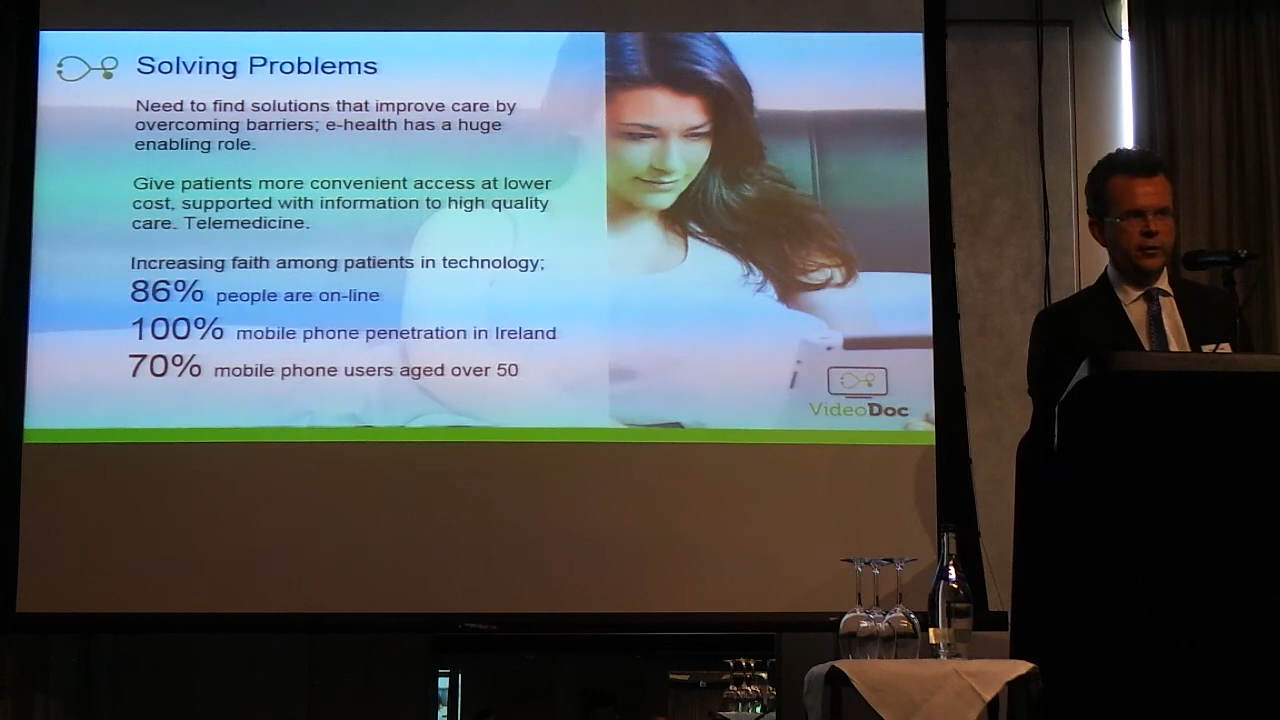 Solving Problems
Need to find solutions that improve care by
overcoming barriers; e-health has a huge
enabling role.
Give patients more convenient access at lower
cost, supported with information to high quality
care. Telemedicine.
Increasing faith among patients in technology;
86% people are on-line
100% mobile phone penetration in Ireland
70% mobile phone users aged over 50
VideoDoc